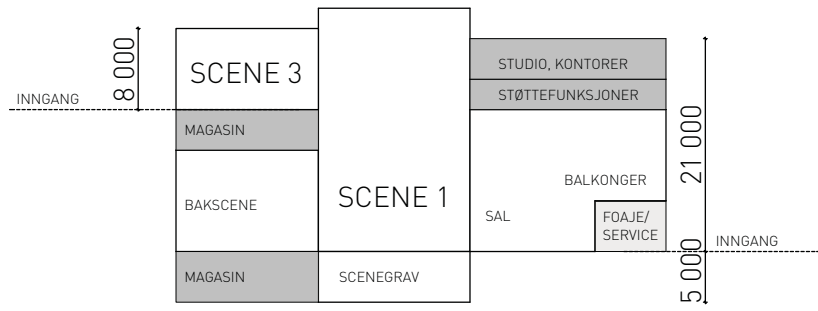 8 000
SCENE 3
INNGANG
MAGASIN
BAKSCENE
MAGASIN
SCENE 1
SCENEGRAV
STUDIO, KONTORER
STØTTEFUNKSJONER
BALKONGER
SAL
FOAJE/
SERVICE
21 000
INNGANG
5 000